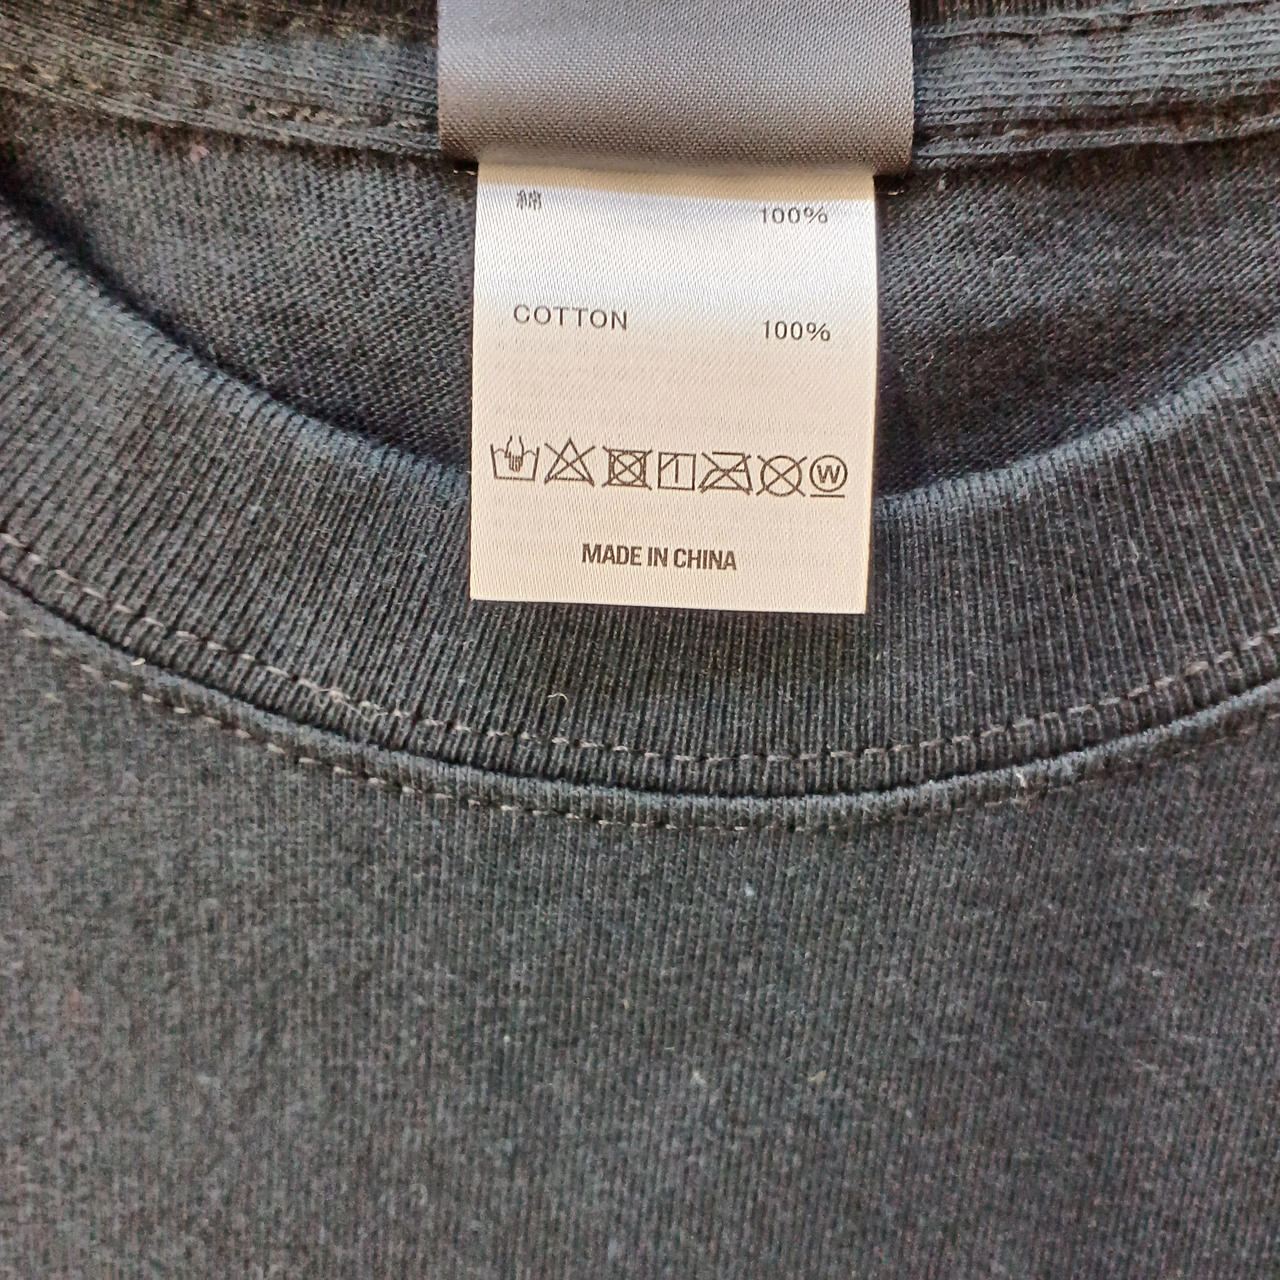 綿 100%
COTTON 100%
W
MADE IN CHINA